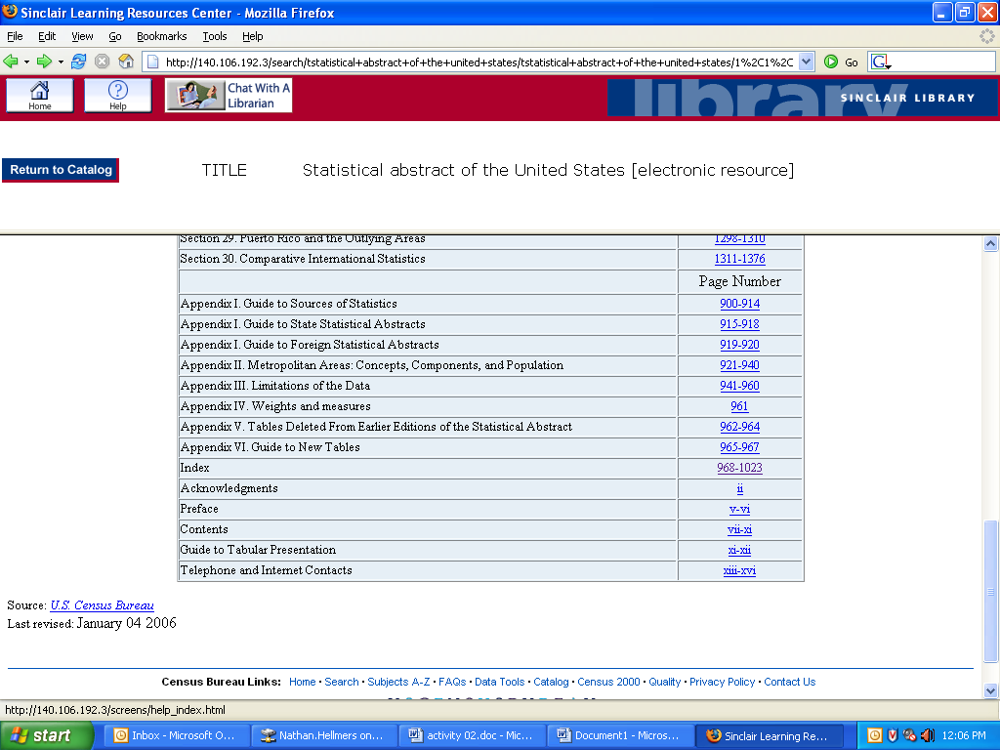 Sinclair Learning Resources Center - Mozilla Firefox
File Edit View Go Bookmarks Tools Help
http://140.106.192.3/search/tstatistical+abstract+of+the+united+states/tstatistical+abstract+of+the+united+states/1%2C1%2C Go G
Home Help Chat With A Librarian library SINCLAIR LIBRARY
Return to Catalog TITLE Statistical abstract of the United States [electronic resource]
Section 29. Puerto Rico and the Outlying Areas 1298-1310
Section 30. Comparative International Statistics 1311-1376
Page Number
Appendix I. Guide to Sources of Statistics 900-914
Appendix I. Guide to State Statistical Abstracts 915-918
Appendix I. Guide to Foreign Statistical Abstracts 919-920
Appendix II. Metropolitan Areas: Concepts, Components, and Population 921-940
Appendix III. Limitations of the Data 941-960
Appendix IV. Weights and measures 961
Appendix V. Tables Deleted From Earlier Editions of the Statistical Abstract 962-964
Appendix VI. Guide to New Tables 965-967
Index 968-1023
Acknowledgments ii
Preface v-vi
Contents vii-xi
Guide to Tabular Presentation xi-xii
Telephone and Internet Contacts xiii-xvi
Source: U.S. Census Bureau
Last revised: January 04 2006
Census Bureau Links: Home • Search • Subjects A-Z • FAQs • Data Tools • Catalog • Census 2000 • Quality • Privacy Policy • Contact Us
http://140.106.192.3/screens/help_index.html
start Inbox - Microsoft O... Nathan.Hellmers on... activity 02.doc - Mic... Document1 - Micros... Sinclair Learning Re... 12:06 PM